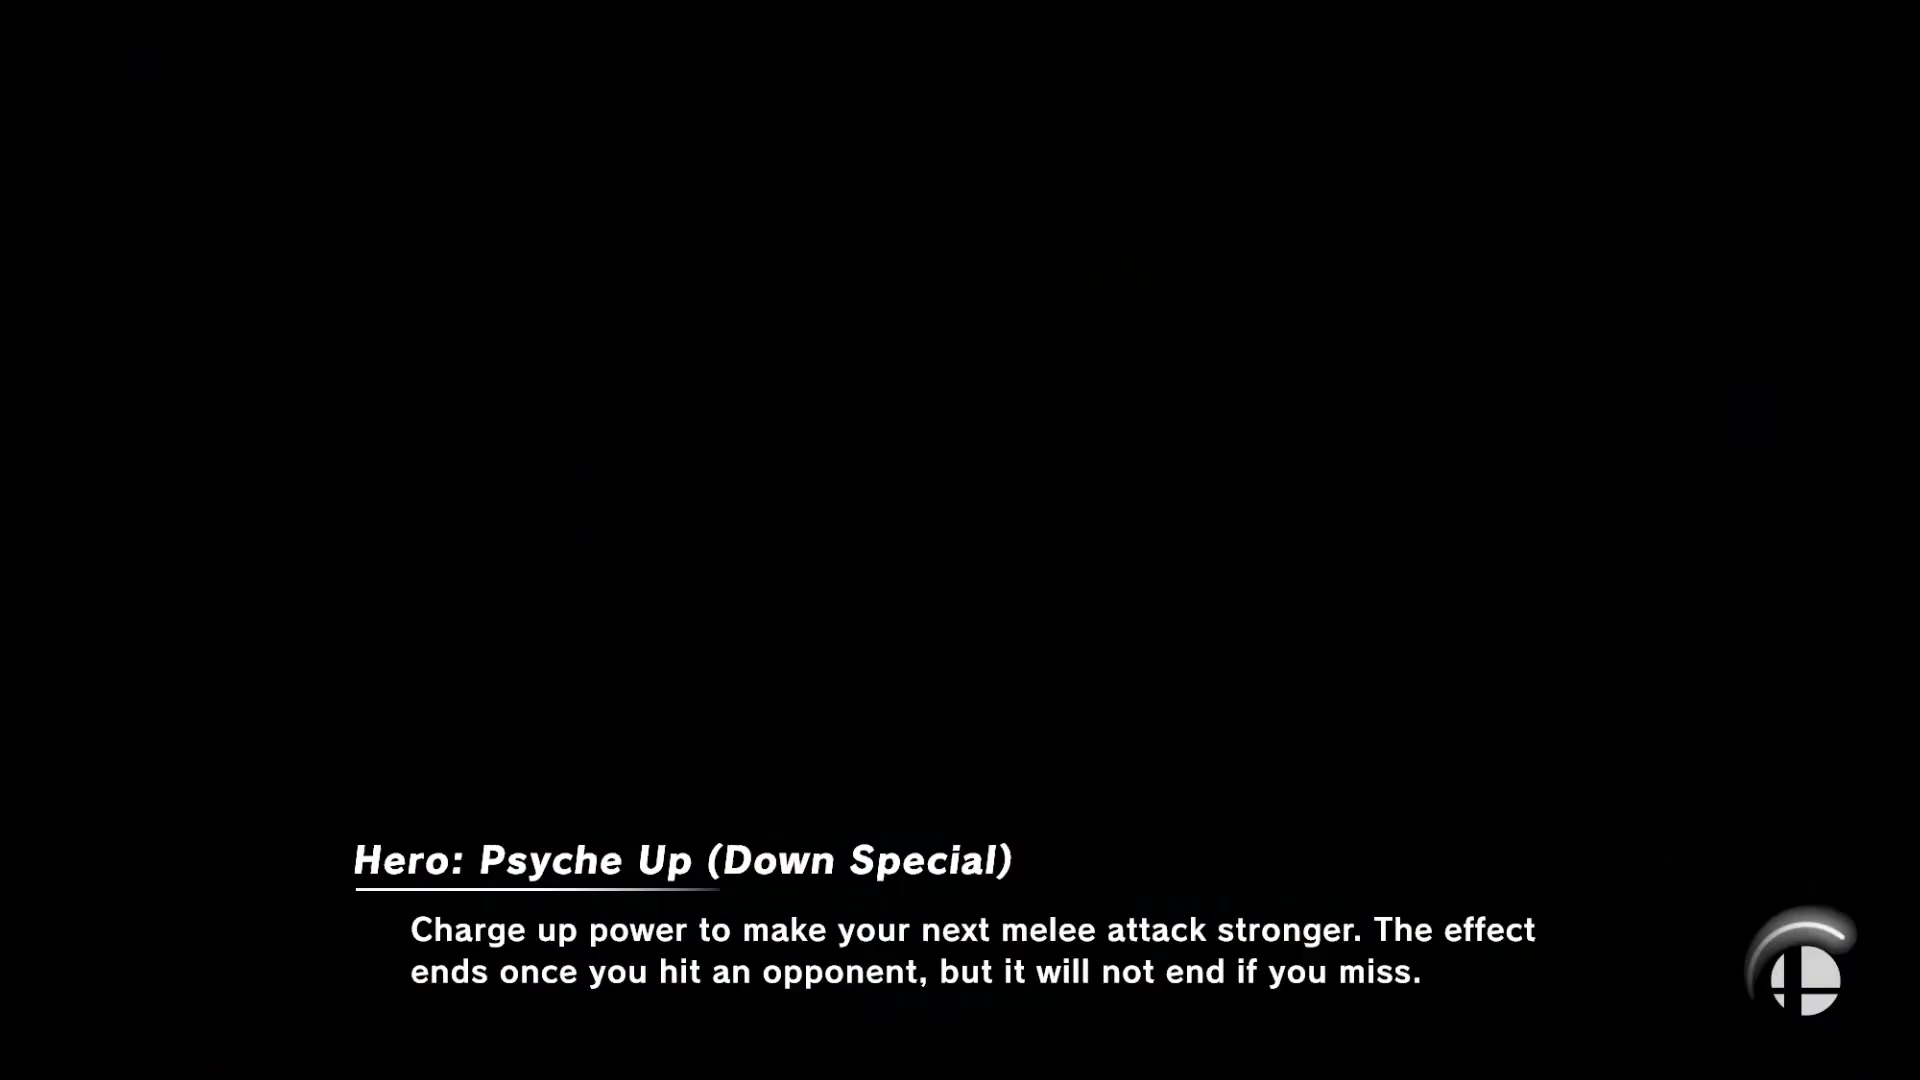 Hero: Psyche Up (Down Special)
Charge up power to make your next melee attack stronger. The effect
ends once you hit an opponent, but it will not end if you miss.